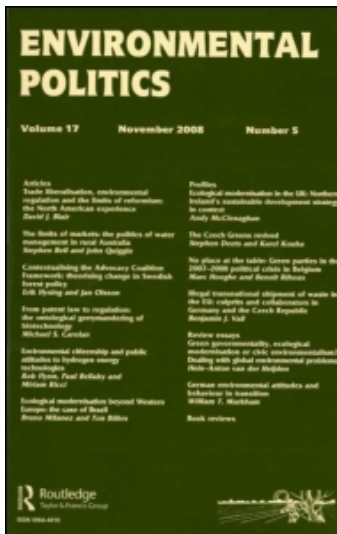 ENVIRONMENTAL
POLITICS
Volume 17 November 2008 Number 5
Articles
Trade liberalisation, environmental
regulation and the limits of reformism:
the North American experience
David J. Blair
The limits of markets: the politics of water
management in rural Australia
Stephen Bell and John Quiggin
Contextualising the Advocacy Coalition
Framework: theorising change in Swedish
forest policy
Erik Hysing and Jan Olsson
From patent law to regulation:
the ontological gerrymandering of
biotechnology
Michael S. Carolan
Environmental citizenship and public
attitudes to hydrogen energy
technologies
Rob Flynn, Paul Bellaby and
Miriam Ricci
Ecological modernisation beyond Western
Europe: the case of Brazil
Bruno Milanez and Ton Bührs
Profiles
Ecological modernisation in the UK: Northern
Ireland's sustainable development strategy
in context
Andy McClenaghan
The Czech Greens revived
Stephen Deets and Karel Kouba
No place at the table: Green parties in the
2007–2008 political crisis in Belgium
Marc Hooghe and Benoît Rihoux
Illegal transnational shipment of waste in
the EU: culprits and collaborators in
Germany and the Czech Republic
Benjamin J. Vail
Review essays
Green governmentality, ecological
modernisation or civic environmentalism?
Dealing with global environmental problems
Hein-Anton van der Heijden
German environmental attitudes and
behaviour in transition
William T. Markham
Book reviews
Routledge
Taylor & Francis Group